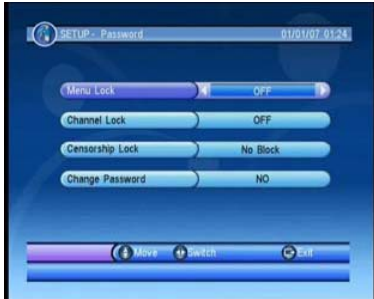 SETUP - Password 01/01/07 01:24
Menu Lock OFF
Channel Lock OFF
Censorship Lock No Block
Change Password NO
Move Switch Exit